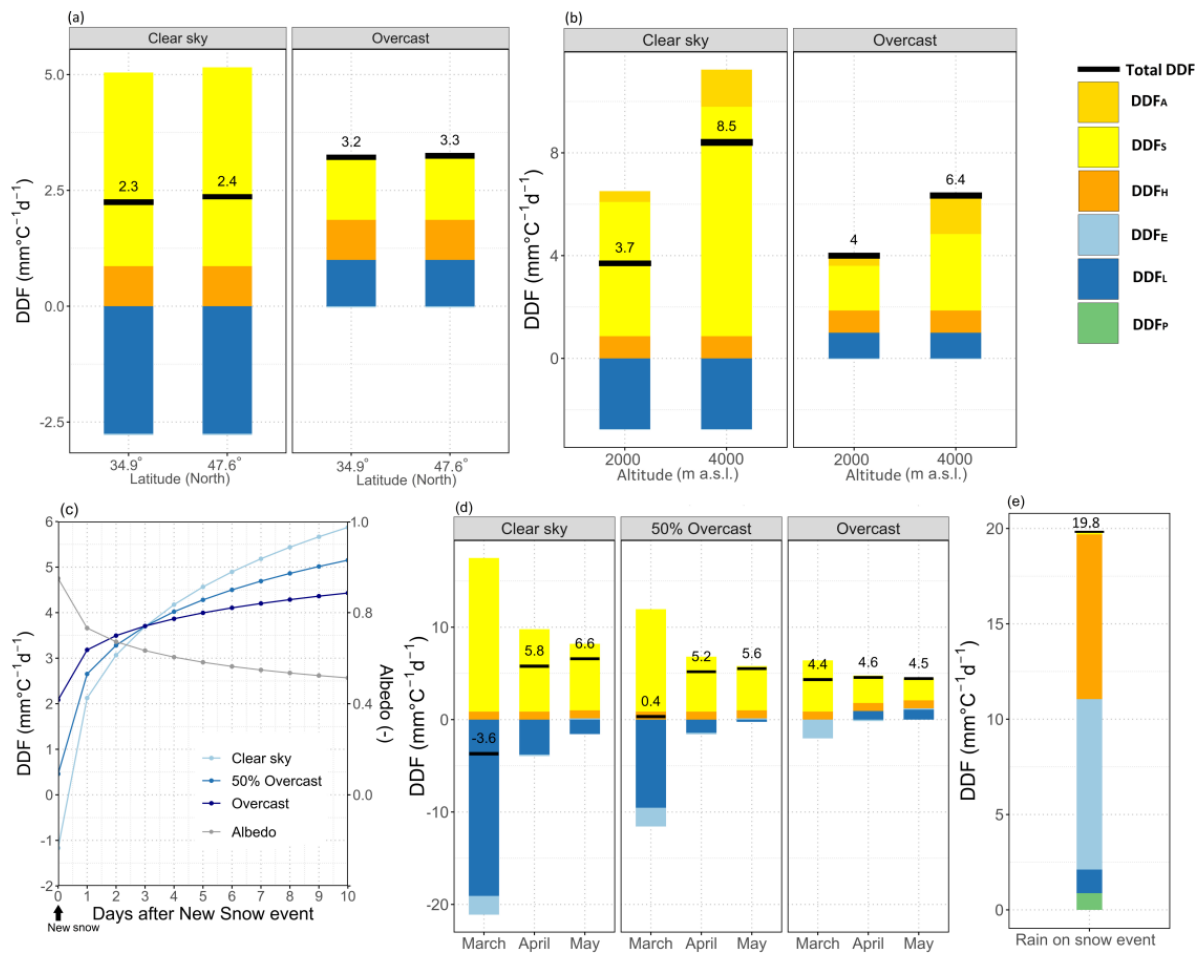 (a)
Clear sky
Overcast
DDF (mm°C⁻¹d⁻¹)
5.0
2.5
0.0
-2.5
2.3
2.4
3.2
3.3
34.9°
47.6°
Latitude (North)
34.9°
47.6°
Latitude (North)
(b)
Clear sky
Overcast
DDF (mm°C⁻¹d⁻¹)
8
4
0
3.7
8.5
4
6.4
2000
4000
Altitude (m a.s.l.)
2000
4000
Altitude (m a.s.l.)
Total DDF
DDFA
DDFS
DDFH
DDFE
DDFL
DDFP
(c)
DDF (mm°C⁻¹d⁻¹)
6
5
4
3
2
1
0
-1
-2
1.0
0.8
0.4
0.0
Albedo (-)
Clear sky
50% Overcast
Overcast
Albedo
0 1 2 3 4 5 6 7 8 9 10
Days after New Snow event
New snow
(d)
Clear sky
50% Overcast
Overcast
DDF (mm°C⁻¹d⁻¹)
10
0
-10
-20
-3.6
5.8
6.6
0.4
5.2
5.6
4.4
4.6
4.5
March April May
March April May
March April May
(e)
DDF (mm°C⁻¹d⁻¹)
20
15
10
5
0
19.8
Rain on snow event